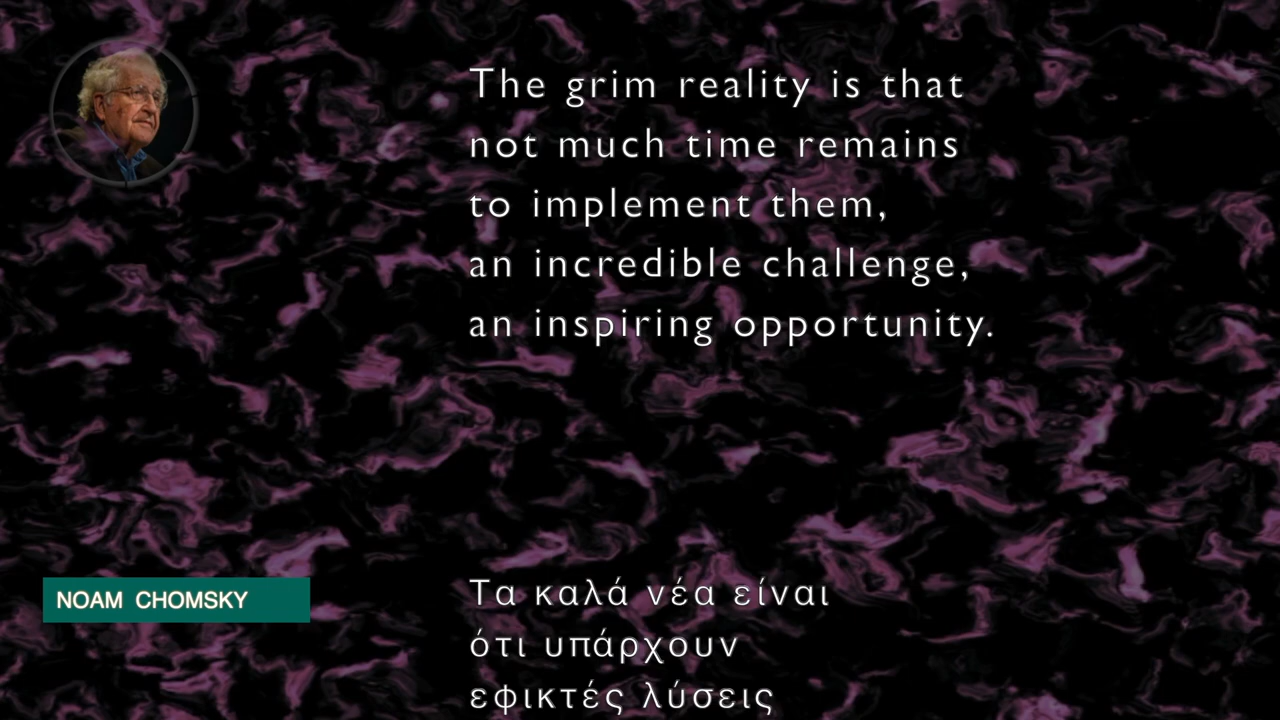 The grim reality is that
not much time remains
to implement them,
an incredible challenge,
an inspiring opportunity.
NOAM CHOMSKY
Τα καλά νέα είναι
ότι υπάρχουν
εφικτές λύσεις